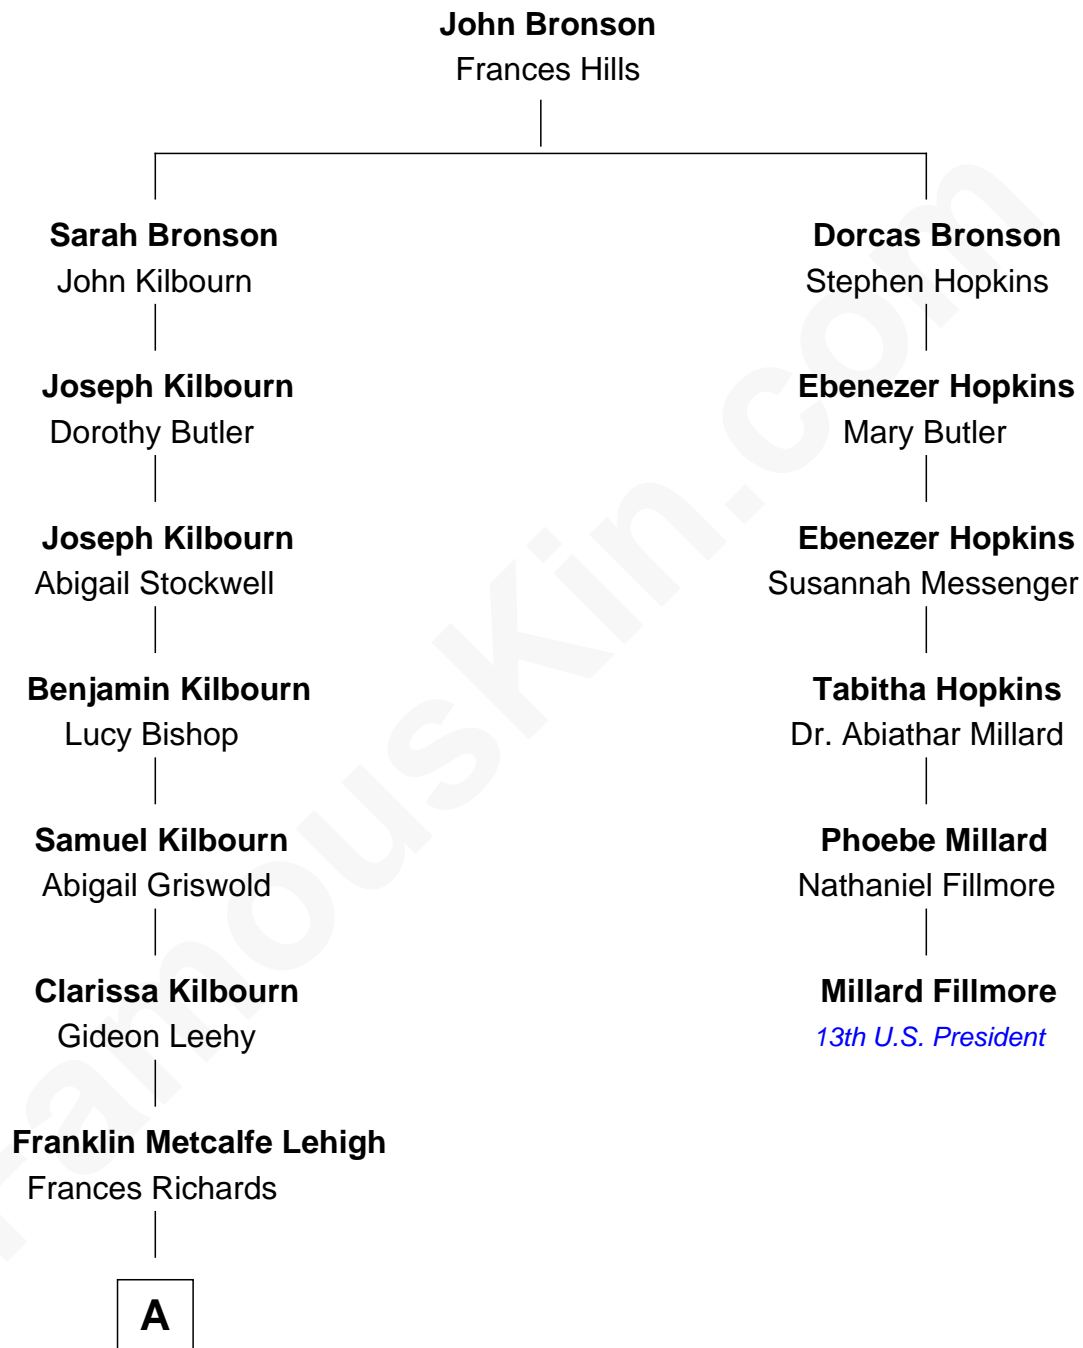 John Bronson
Frances Hills
Sarah Bronson
John Kilbourn
Joseph Kilbourn
Dorothy Butler
Joseph Kilbourn
Abigail Stockwell
Benjamin Kilbourn
Lucy Bishop
Samuel Kilbourn
Abigail Griswold
Clarissa Kilbourn
Gideon Leehy
Franklin Metcalfe Lehigh
Frances Richards
A
Dorcas Bronson
Stephen Hopkins
Ebenezer Hopkins
Mary Butler
Ebenezer Hopkins
Susannah Messenger
Tabitha Hopkins
Dr. Abiathar Millard
Phoebe Millard
Nathaniel Fillmore
Millard Fillmore
13th U.S. President
FamousKin.com